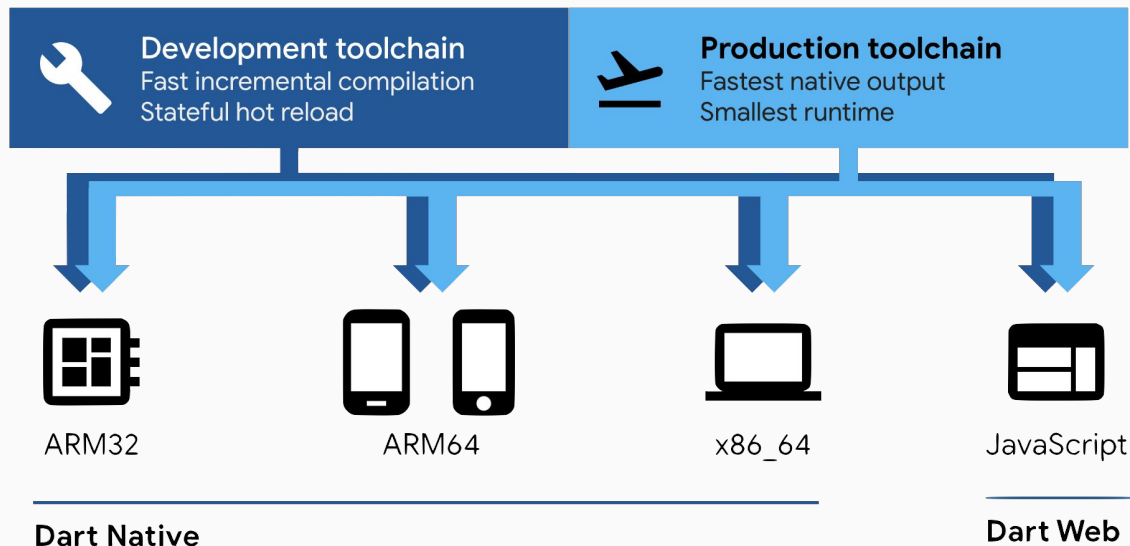 Development toolchain
Fast incremental compilation
Stateful hot reload
Production toolchain
Fastest native output
Smallest runtime
ARM32
ARM64
x86_64
JavaScript
Dart Native
Dart Web